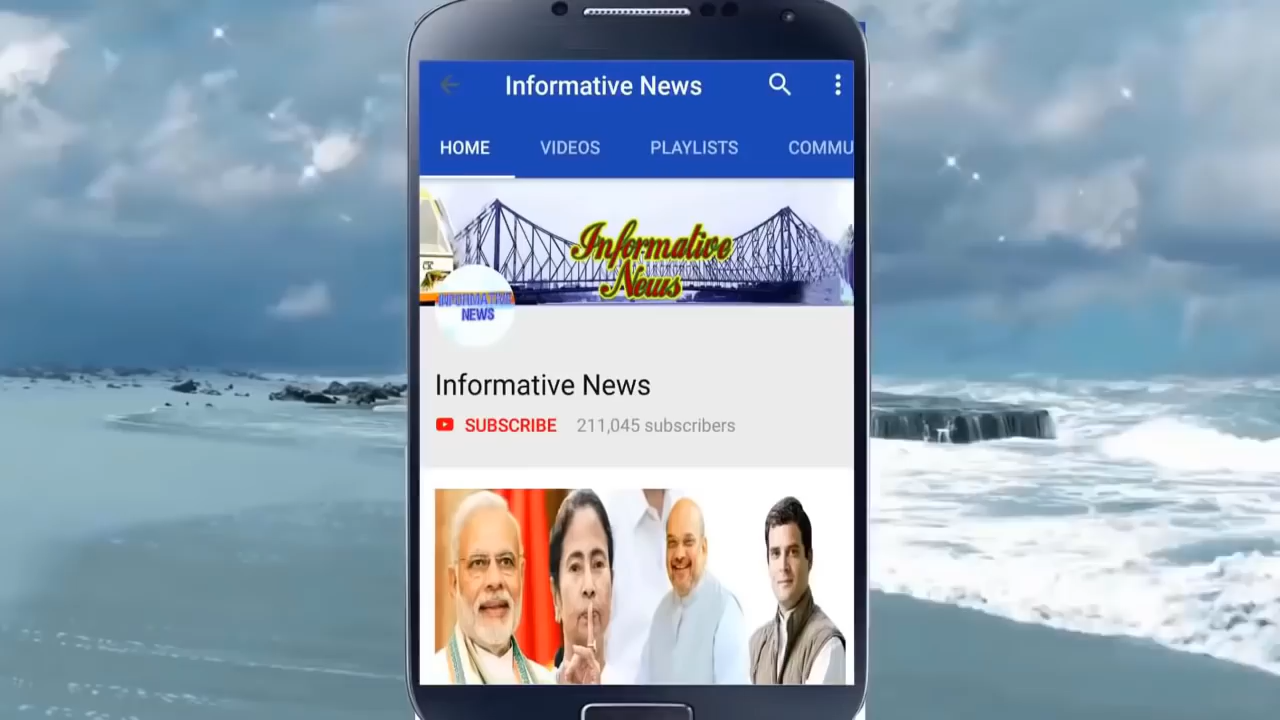 Informative News
HOME VIDEOS PLAYLISTS COMMU
Informative
News
INFORMATIVE
NEWS
Informative News
SUBSCRIBE 211,045 subscribers